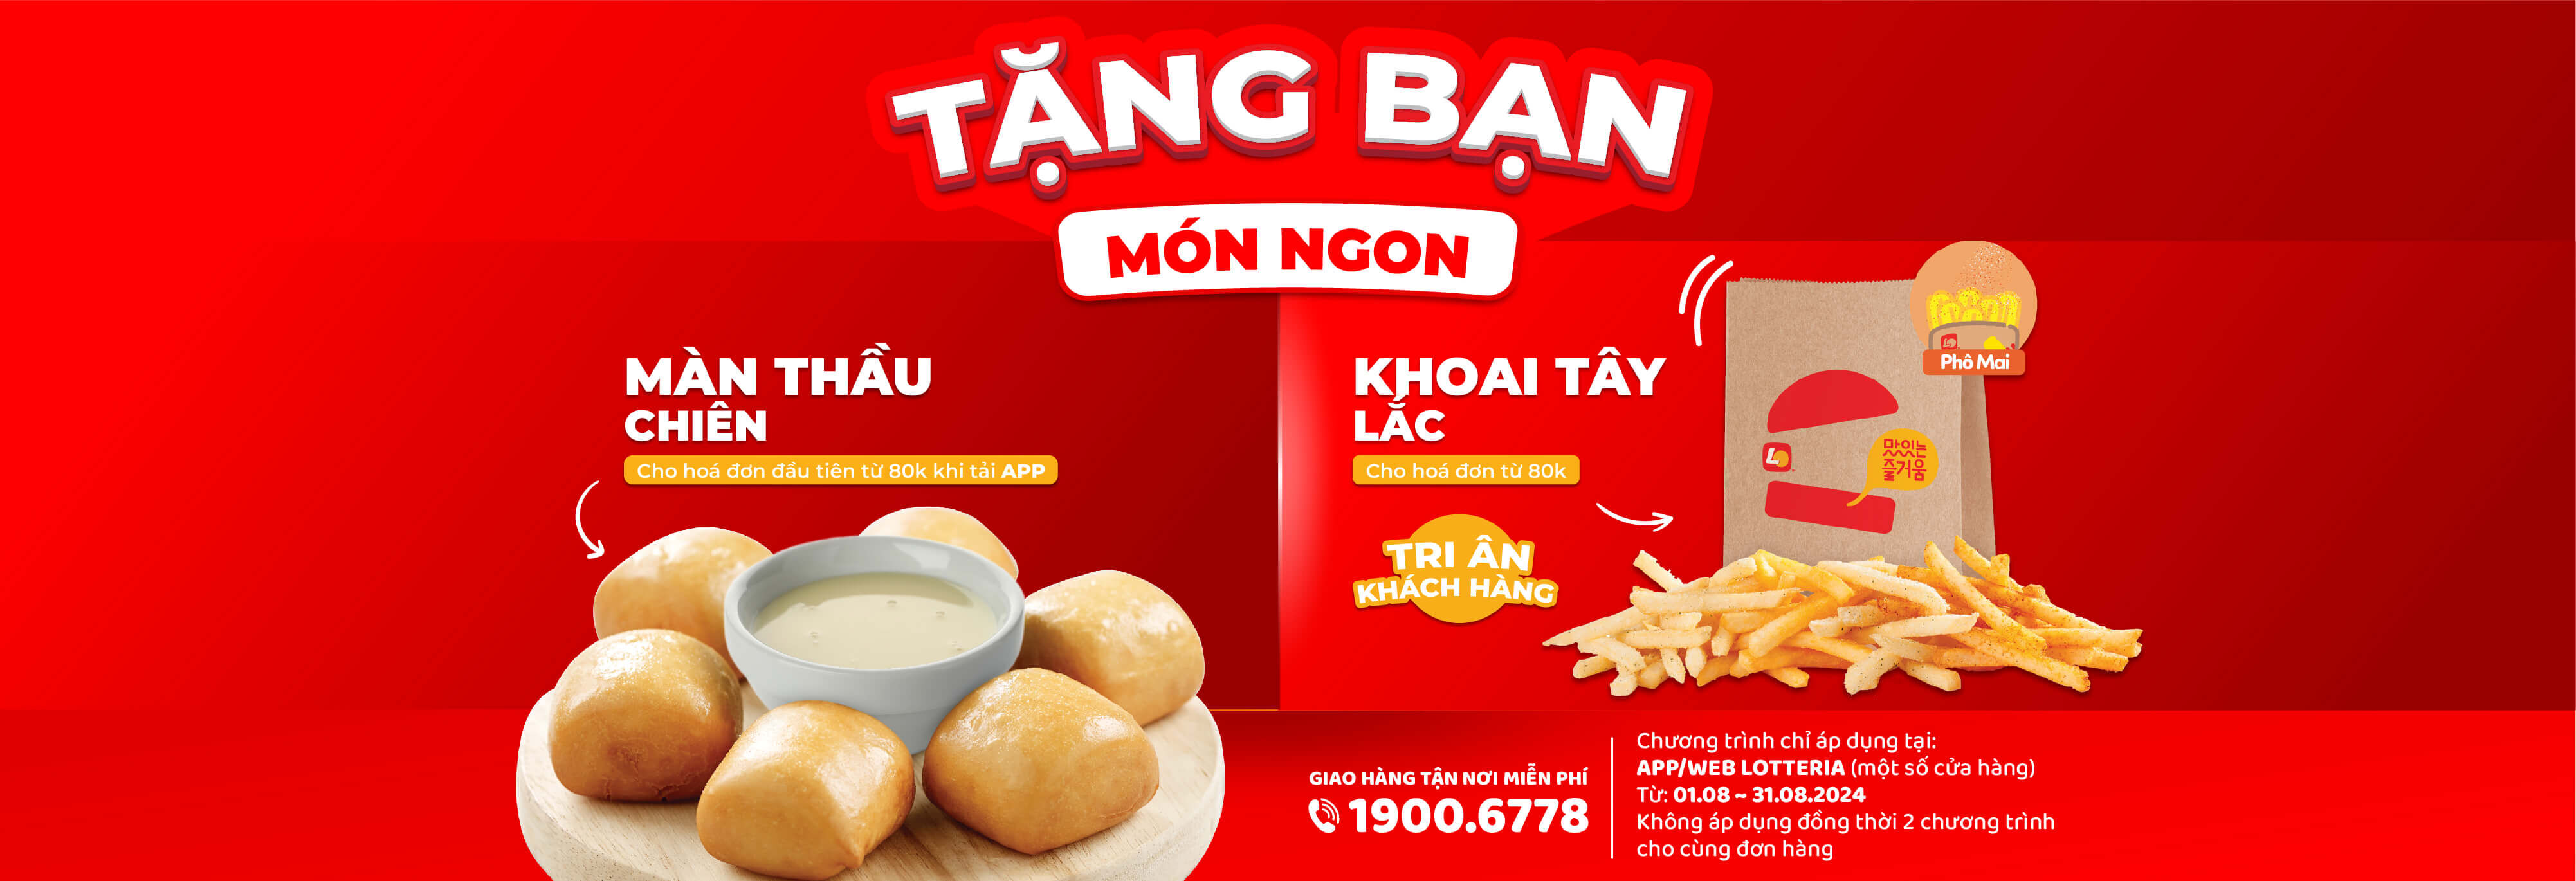 TẶNG BẠN
MÓN NGON
MÀN THẦU
CHIÊN
Cho hoá đơn đầu tiên từ 80k khi tải APP
KHOAI TÂY
LẮC
Cho hoá đơn từ 80k
TRI ÂN
KHÁCH HÀNG
Phô Mai
맛있는
즐거움
GIAO HÀNG TẬN NƠI MIỄN PHÍ
1900.6778
Chương trình chỉ áp dụng tại:
APP/WEB LOTTERIA (một số cửa hàng)
Từ: 01.08 ~ 31.08.2024
Không áp dụng đồng thời 2 chương trình
cho cùng đơn hàng